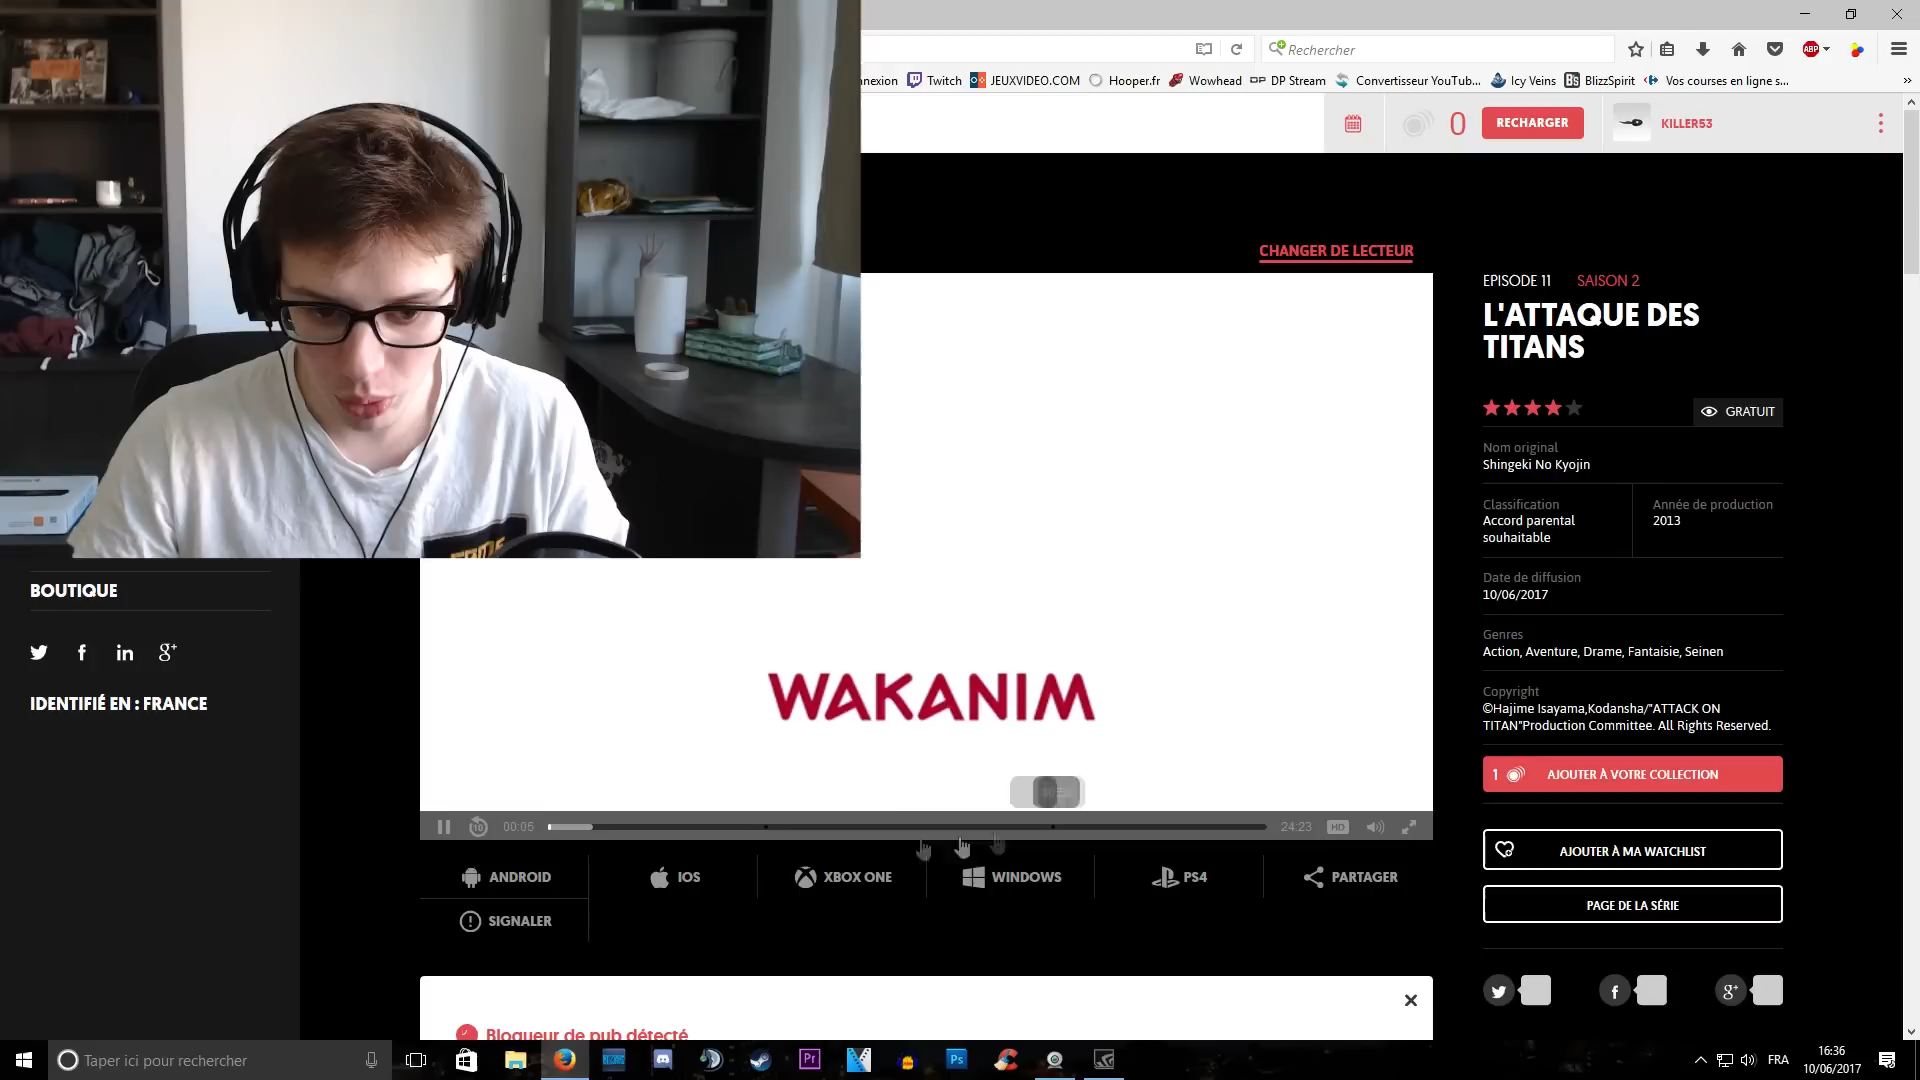 Rechercher
nnexion
Twitch
JEUXVIDEO.COM
Hooper.fr
Wowhead
DP Stream
Convertisseur YouTub...
Icy Veins
BlizzSpirit
Vos courses en ligne s...
ABP
0
RECHARGER
KILLER53
CHANGER DE LECTEUR
EPISODE 11 SAISON 2
L'ATTAQUE DES
TITANS
GRATUIT
Nom original
Shingeki No Kyojin
Classification
Accord parental
souhaitable
Année de production
2013
Date de diffusion
10/06/2017
Genres
Action, Aventure, Drame, Fantaisie, Seinen
Copyright
©Hajime Isayama,Kodansha/"ATTACK ON
TITAN"Production Committee. All Rights Reserved.
1 AJOUTER À VOTRE COLLECTION
AJOUTER À MA WATCHLIST
PAGE DE LA SÉRIE
BOUTIQUE
IDENTIFIÉ EN : FRANCE
WAKANIM
10
00:05
24:23
HD
ANDROID
IOS
XBOX ONE
WINDOWS
PS4
PARTAGER
SIGNALER
Bloqueur de pub détecté
Taper ici pour rechercher
Pr
Ps
FRA
16:36
10/06/2017